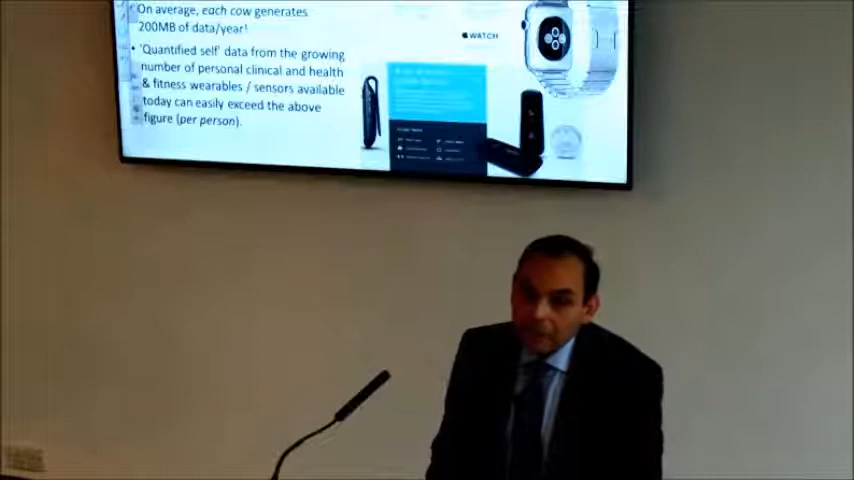 On average, each cow generates
200MB of data/year!
• 'Quantified self' data from the growing
number of personal clinical and health
& fitness wearables / sensors available
today can easily exceed the above
figure (per person).
WATCH